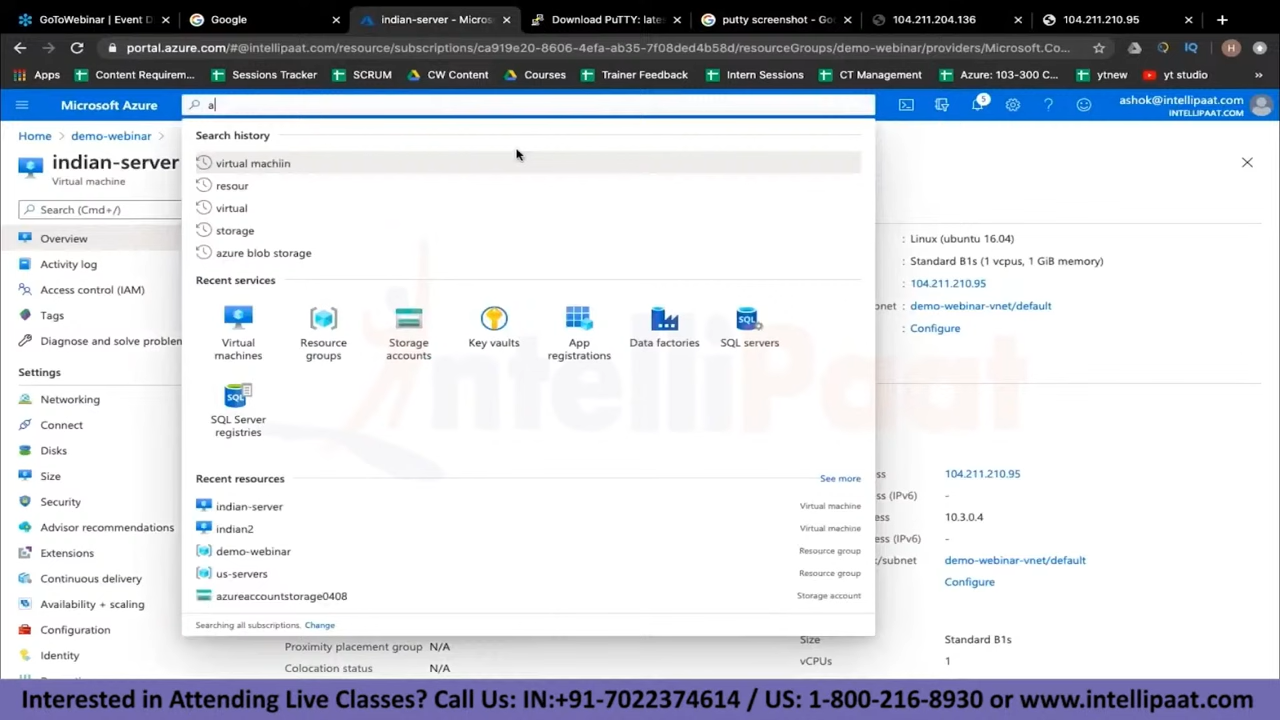 GoToWebinar | Event D
Google
indian-server - Micros
Download PuTTY: late
putty screenshot - Go
104.211.204.136
104.211.210.95
portal.azure.com/#@intellipaat.com/resource/subscriptions/ca919e20-8606-4efa-ab35-7f08ded4b58d/resourceGroups/demo-webinar/providers/Microsoft.Co...
Apps
Content Requirem...
Sessions Tracker
SCRUM
CW Content
Courses
Trainer Feedback
Intern Sessions
CT Management
Azure: 103-300 C...
ytnew
yt studio
»
Microsoft Azure
a
5
ashok@intellipaat.com
INTELLIPAAT.COM
Home > demo-webinar >
indian-server
Virtual machine
Search (Cmd+/)
Overview
Activity log
Access control (IAM)
Tags
Diagnose and solve problen
Settings
Networking
Connect
Disks
Size
Security
Advisor recommendations
Extensions
Continuous delivery
Availability + scaling
Configuration
Identity
Search history
virtual machiin
resour
virtual
storage
azure blob storage
Recent services
Virtual machines
Resource groups
Storage accounts
Key vaults
App registrations
Data factories
SQL servers
SQL Server registries
Recent resources
See more
indian-server Virtual machine
indian2 Virtual machine
demo-webinar Resource group
us-servers Resource group
azureaccountstorage0408 Storage account
Searching all subscriptions. Change
Proximity placement group N/A
Colocation status N/A
: Linux (ubuntu 16.04)
: Standard B1s (1 vcpus, 1 GiB memory)
: 104.211.210.95
onet : demo-webinar-vnet/default
: Configure
ess 104.211.210.95
ess (IPv6) -
ess 10.3.0.4
ess (IPv6) -
k/subnet demo-webinar-vnet/default
Configure
Size Standard B1s
vCPUs 1
IntelliPaat
Interested in Attending Live Classes? Call Us: IN:+91-7022374614 / US: 1-800-216-8930 or www.intellipaat.com